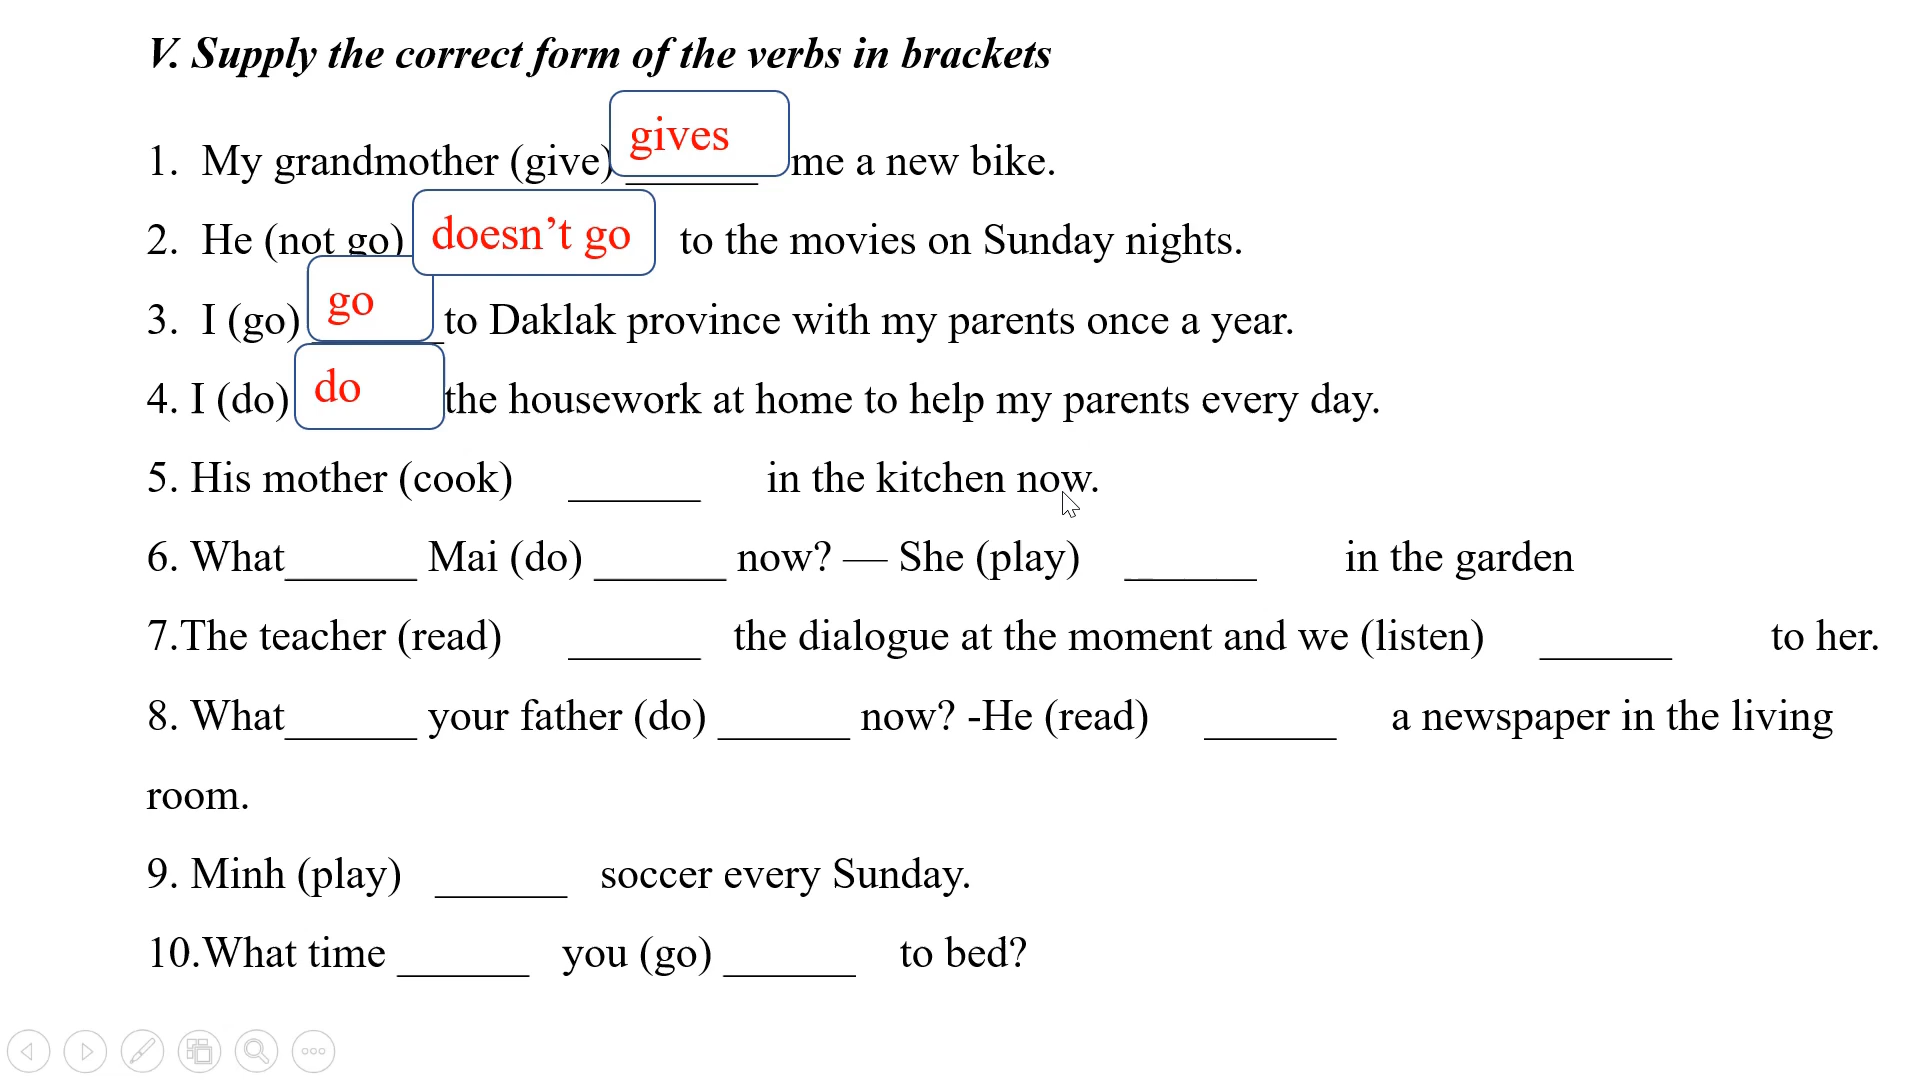 V. Supply the correct form of the verbs in brackets
1. My grandmother (give) gives me a new bike.
2. He (not go) doesn’t go to the movies on Sunday nights.
3. I (go) go to Daklak province with my parents once a year.
4. I (do) do the housework at home to help my parents every day.
5. His mother (cook) ______ in the kitchen now.
6. What______ Mai (do) ______ now? — She (play) ______ in the garden
7.The teacher (read) ______ the dialogue at the moment and we (listen) ______ to her.
8. What______ your father (do) ______ now? -He (read) ______ a newspaper in the living
room.
9. Minh (play) ______ soccer every Sunday.
10.What time ______ you (go) ______ to bed?